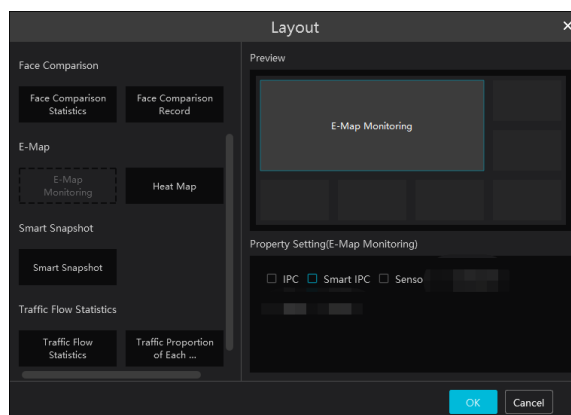 Layout
Face Comparison
Face Comparison
Statistics
Face Comparison
Record
E-Map
E-Map
Monitoring
Heat Map
Smart Snapshot
Smart Snapshot
Traffic Flow Statistics
Traffic Flow
Statistics
Traffic Proportion
of Each ...
Preview
E-Map Monitoring
Property Setting(E-Map Monitoring)
IPC Smart IPC Senso
OK Cancel